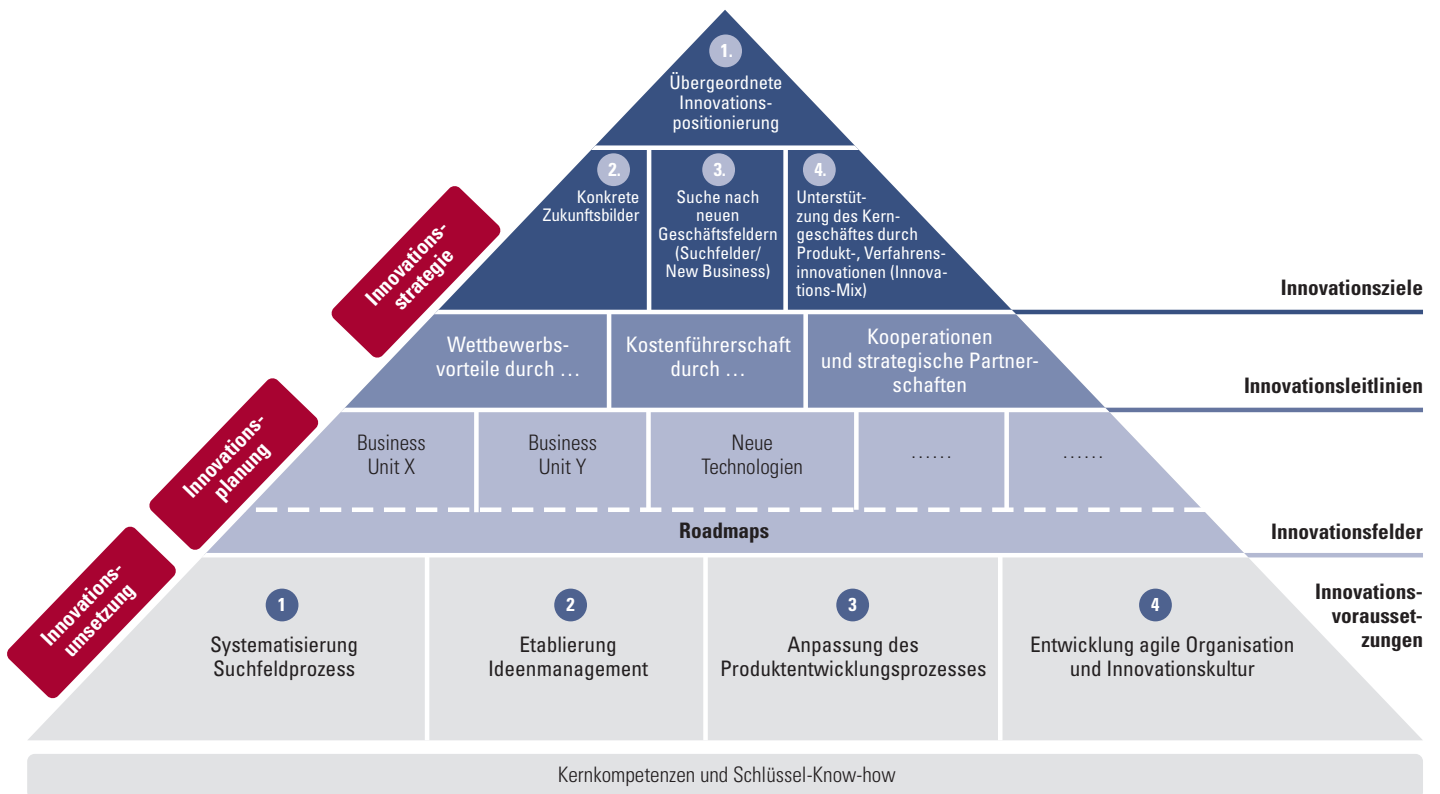 1.
Übergeordnete
Innovations-
positionierung
2.
Konkrete
Zukunftsbilder
3.
Suche nach
neuen
Geschäftsfeldern
(Suchfelder/
New Business)
4.
Unterstüt-
zung des Kern-
geschäftes durch
Produkt-, Verfahrens-
innovationen (Innova-
tions-Mix)
Innovations-
strategie
Innovationsziele
Wettbewerbs-
vorteile durch …
Kostenführerschaft
durch …
Kooperationen
und strategische Partner-
schaften
Innovationsleitlinien
Innovations-
planung
Business
Unit X
Business
Unit Y
Neue
Technologien
……
……
Roadmaps
Innovationsfelder
Innovations-
umsetzung
1
Systematisierung
Suchfeldprozess
2
Etablierung
Ideenmanagement
3
Anpassung des
Produktentwicklungsprozesses
4
Entwicklung agile Organisation
und Innovationskultur
Innovations-
vorausset-
zungen
Kernkompetenzen und Schlüssel-Know-how